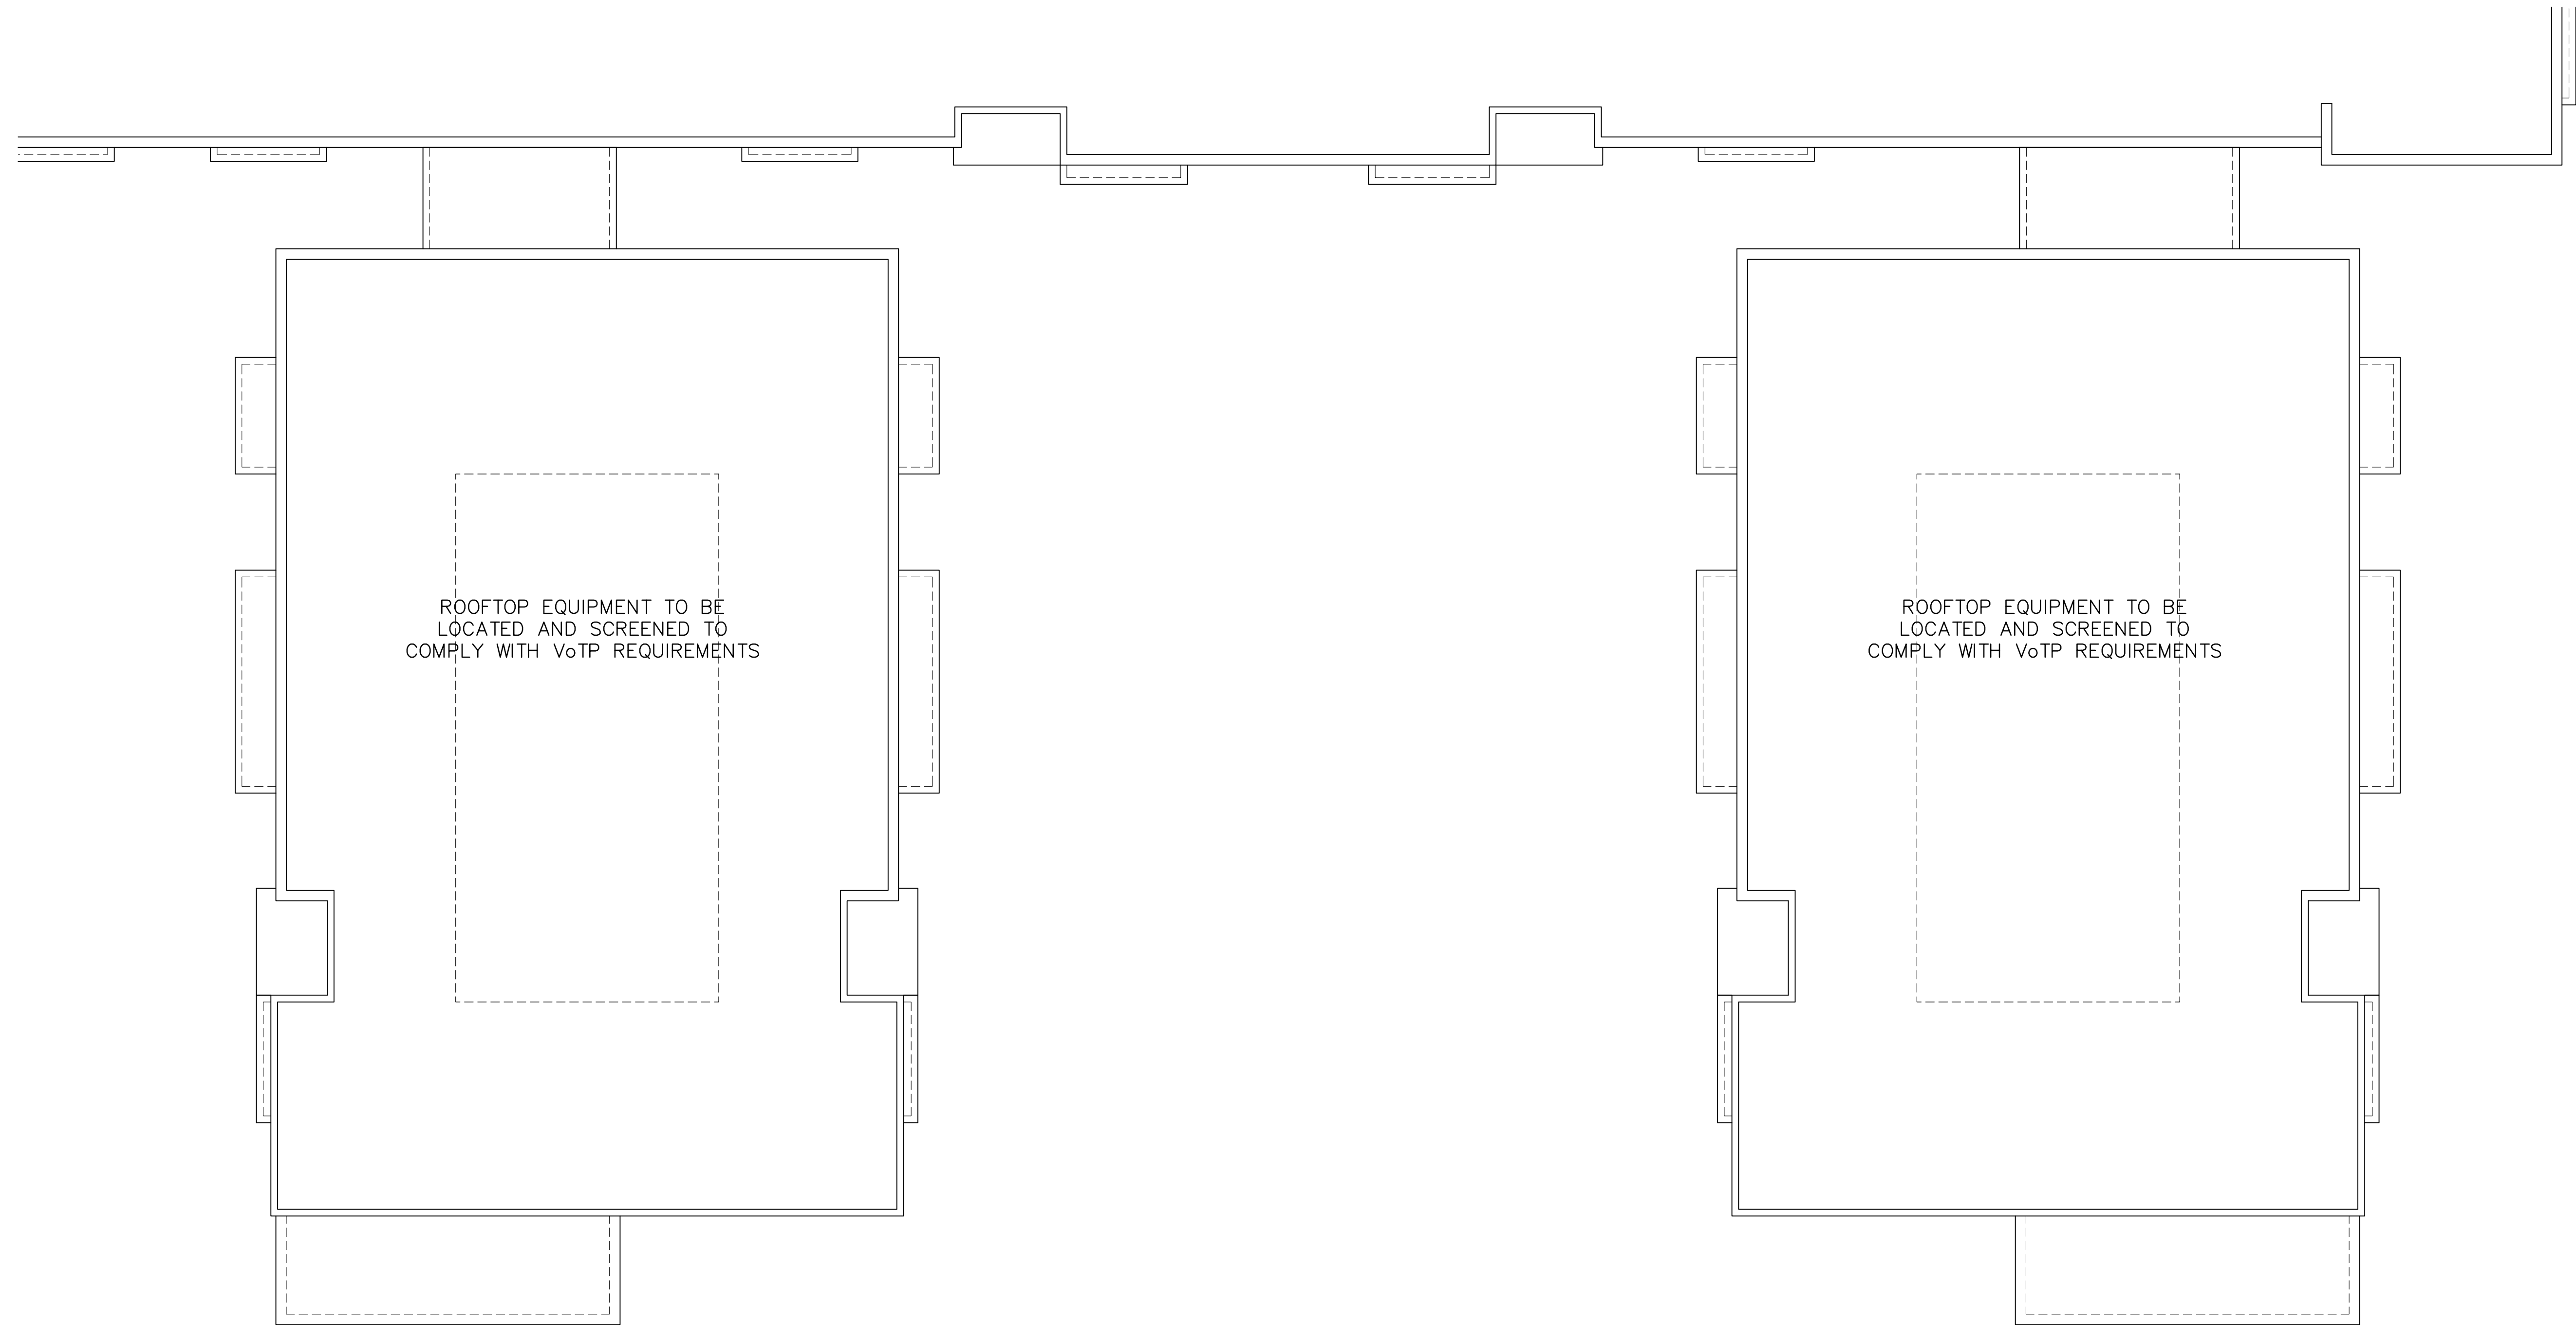 ROOFTOP EQUIPMENT TO BE
LOCATED AND SCREENED TO
COMPLY WITH VoTP REQUIREMENTS
ROOFTOP EQUIPMENT TO BE
LOCATED AND SCREENED TO
COMPLY WITH VoTP REQUIREMENTS